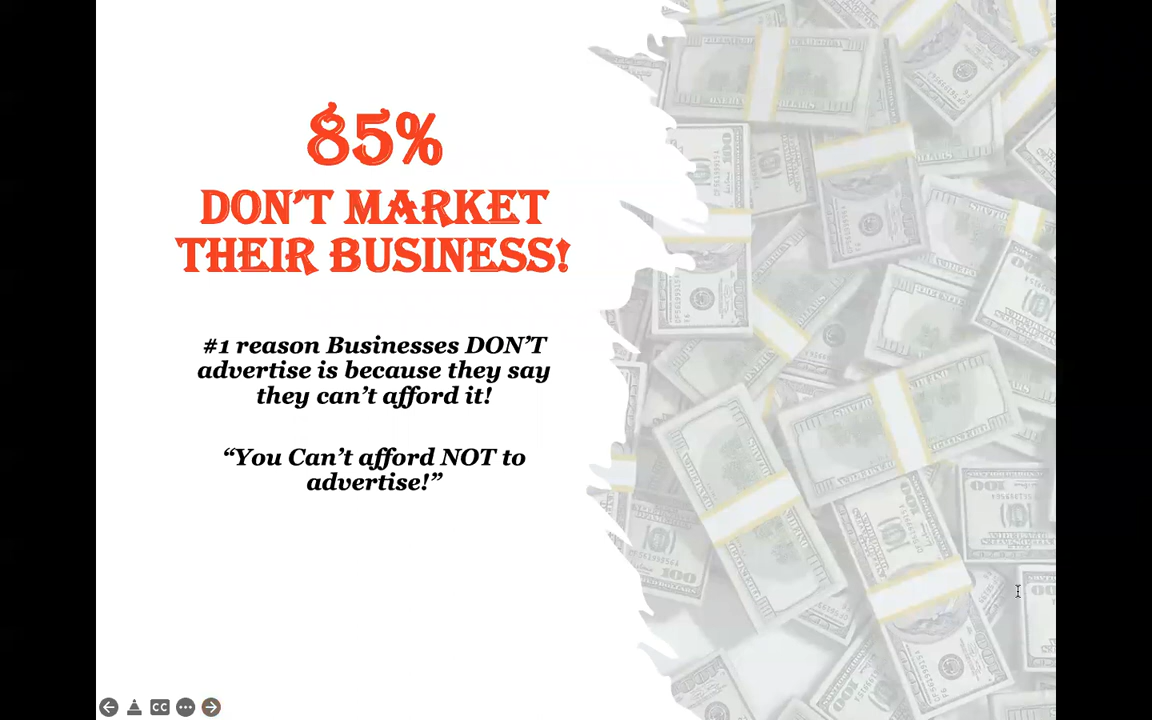 85%
DON'T MARKET
THEIR BUSINESS!
#1 reason Businesses DON'T
advertise is because they say
they can't afford it!
“You Can't afford NOT to
advertise!”